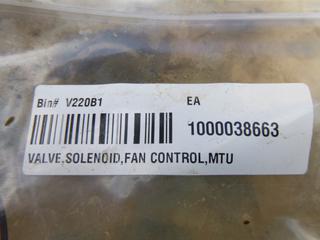 Bin# V220B1 EA
1000038663
VALVE,SOLENOID,FAN CONTROL,MTU